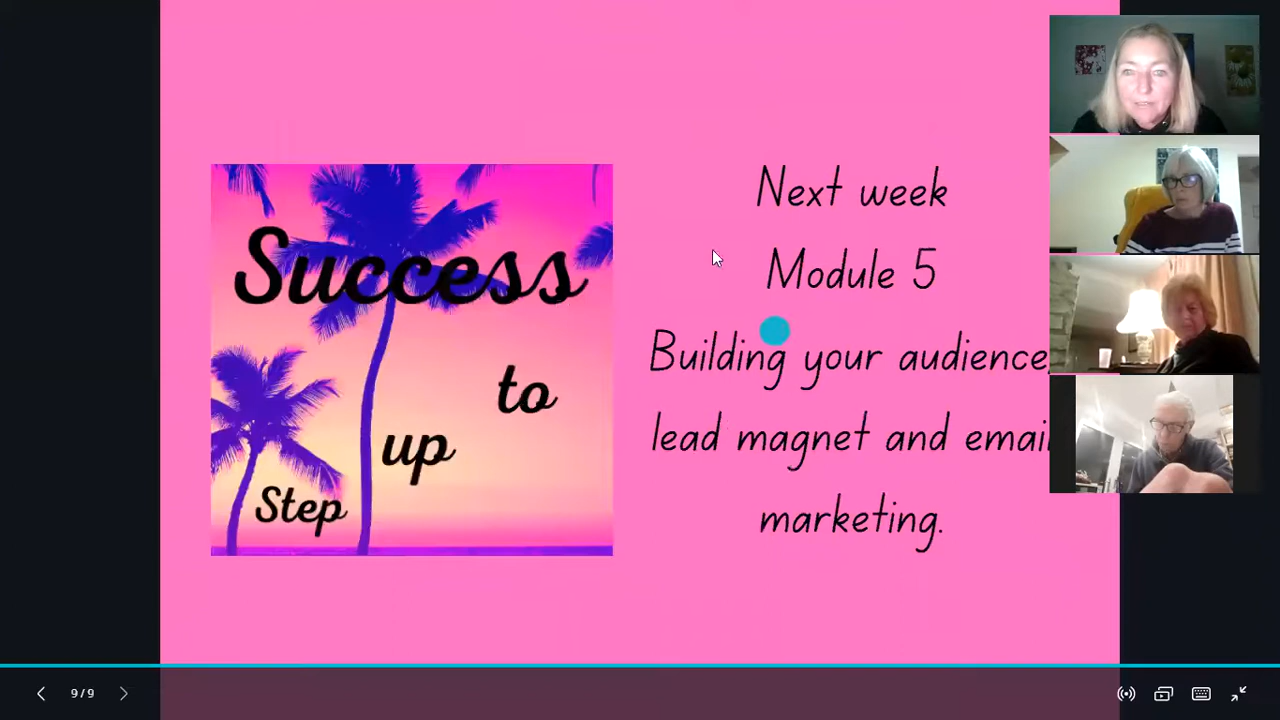 Success
to
up
Step
Next week
Module 5
Building your audience,
lead magnet and email
marketing.
9/9